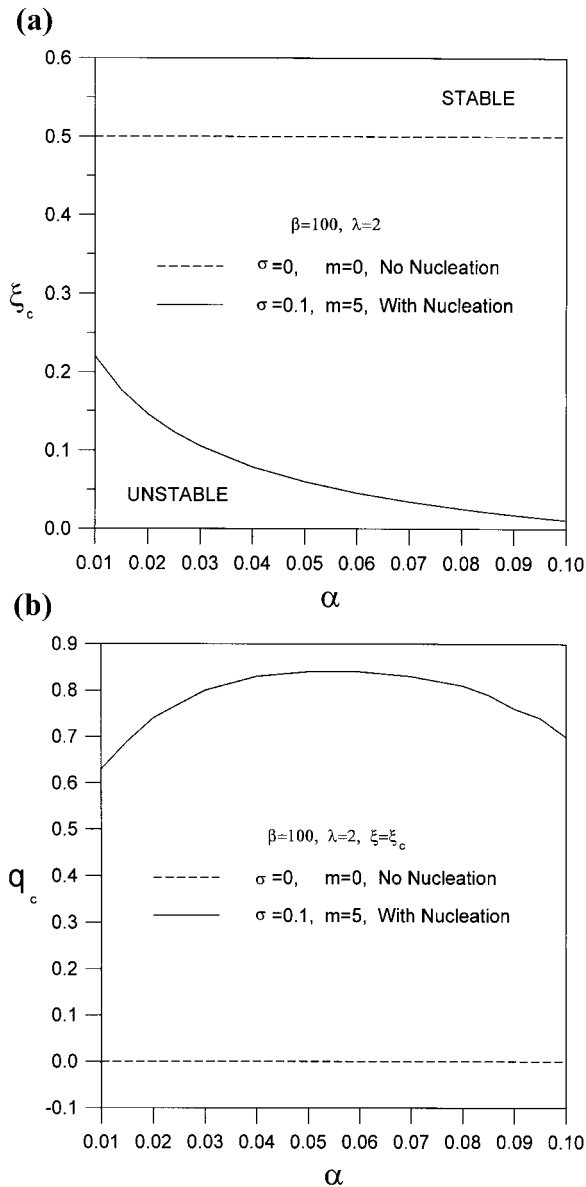 (a)
0.6
STABLE
0.5
β=100, λ=2
0.4
σ=0, m=0, No Nucleation
0.3
σ=0.1, m=5, With Nucleation
ξc
0.2
0.1
UNSTABLE
0.0
0.01 0.02 0.03 0.04 0.05 0.06 0.07 0.08 0.09 0.10
α
(b)
0.9
0.8
0.7
0.6
0.5
β=100, λ=2, ξ=ξc
0.4
σ=0, m=0, No Nucleation
qc
0.3
σ=0.1, m=5, With Nucleation
0.2
0.1
0.0
-0.1
0.01 0.02 0.03 0.04 0.05 0.06 0.07 0.08 0.09 0.10
α